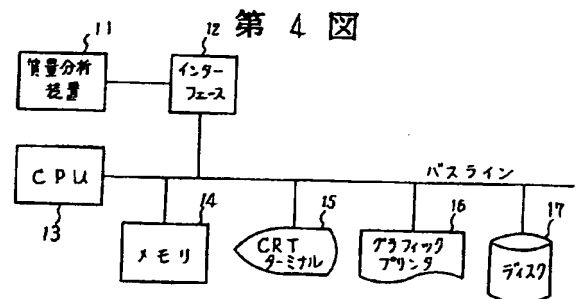 第 4 図
11
質量分析
装置
12
インター
フェース
CPU
13
バスライン
14
メモリ
15
CRT
ターミナル
16
グラフィック
プリンタ
17
ディスク